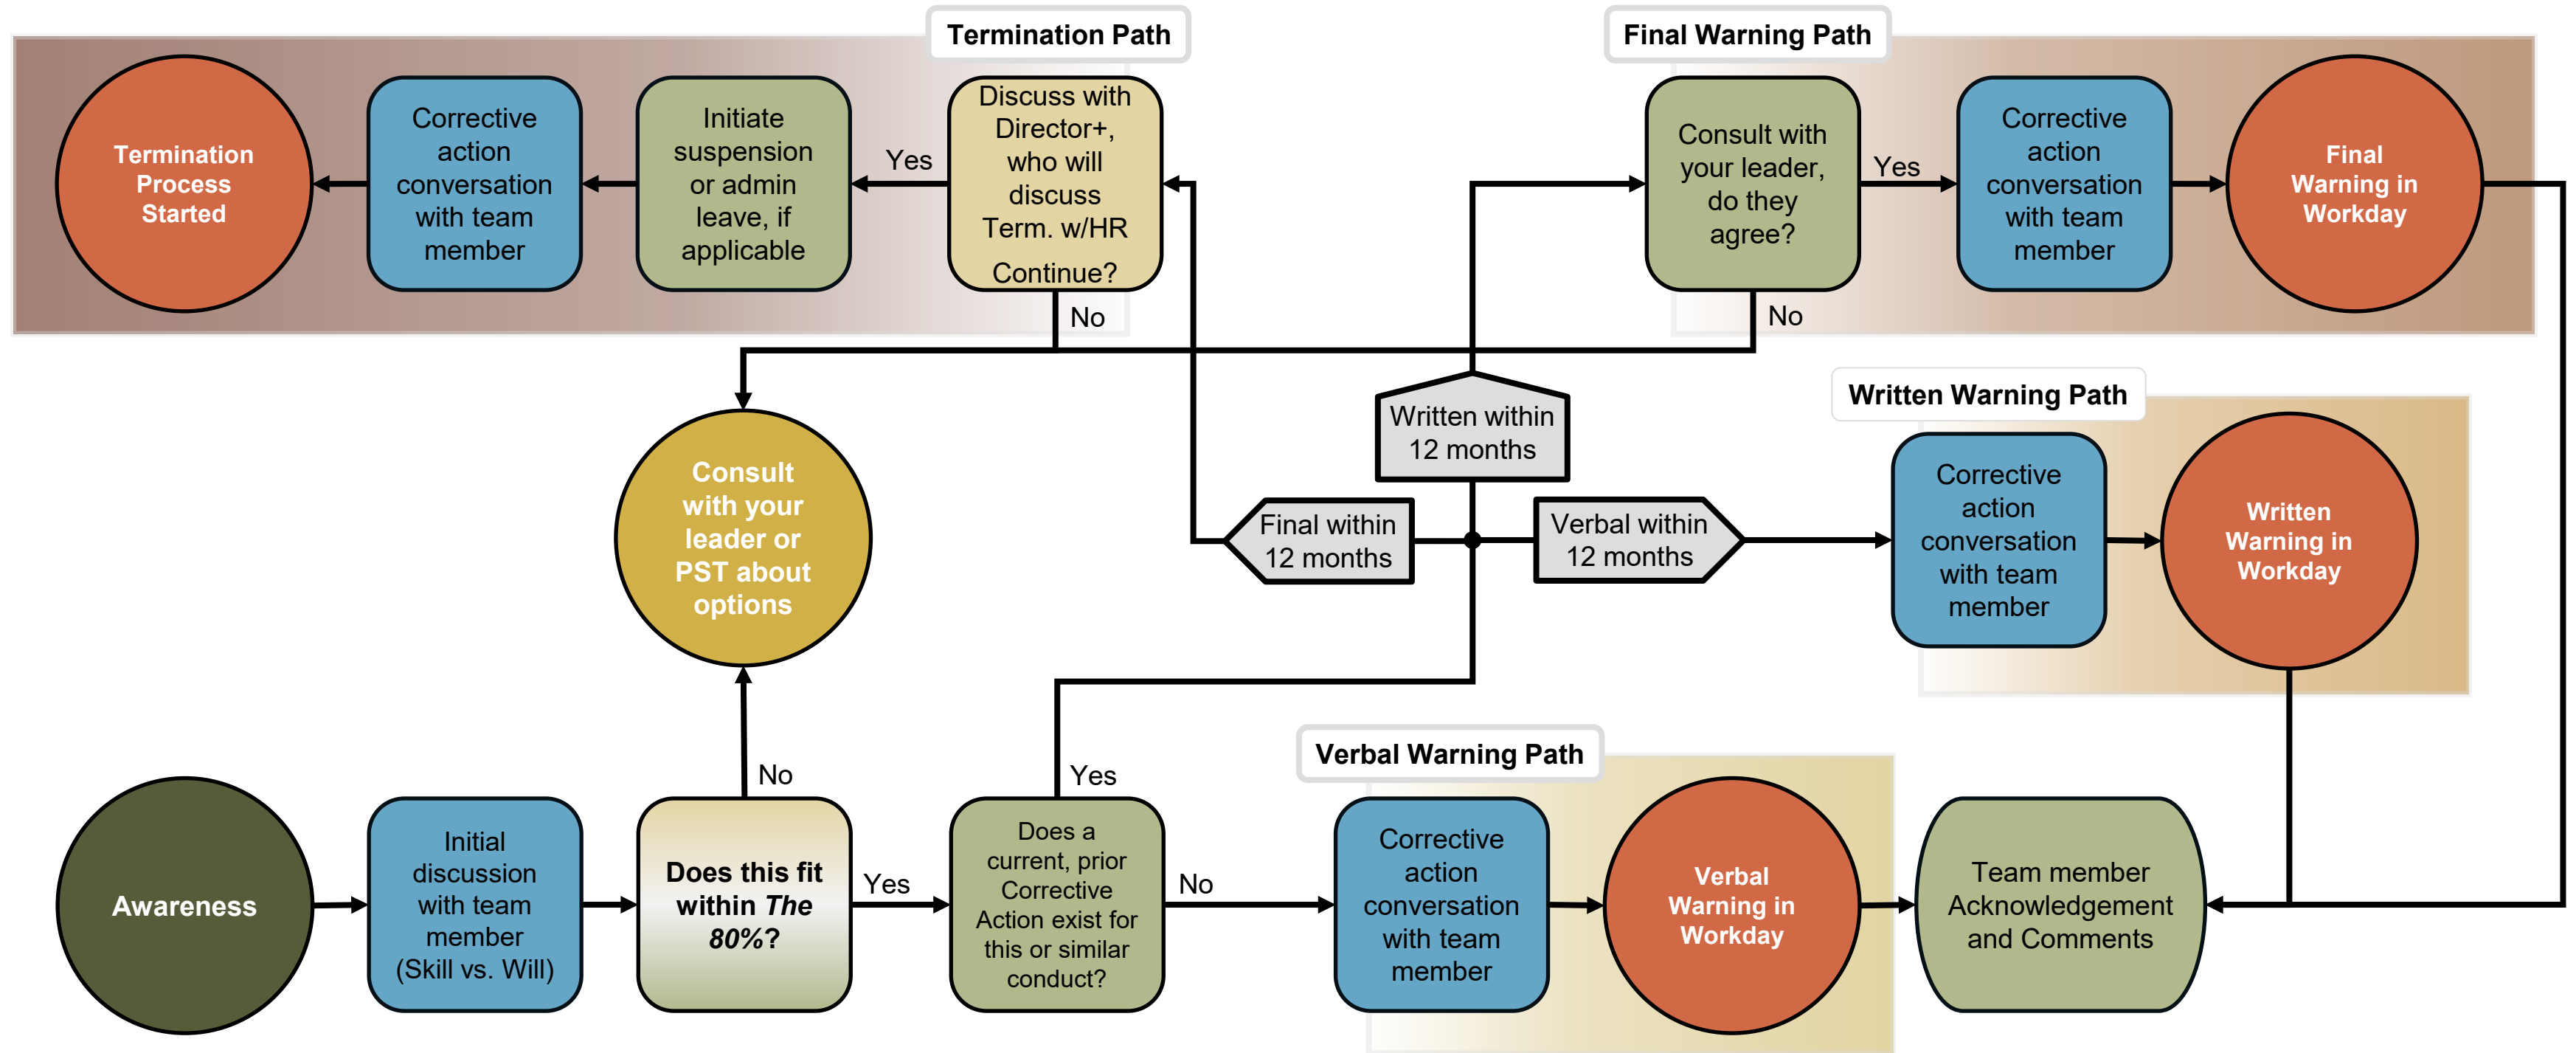 Termination Path
Final Warning Path
Termination
Process
Started
Corrective
action
conversation
with team
member
Initiate
suspension
or admin
leave, if
applicable
Yes
Discuss with
Director+,
who will
discuss
Term. w/HR
Continue?
No
Consult with
your leader,
do they
agree?
Yes
No
Corrective
action
conversation
with team
member
Final
Warning in
Workday
Written Warning Path
Written within
12 months
Final within
12 months
Verbal within
12 months
Corrective
action
conversation
with team
member
Written
Warning in
Workday
Consult
with your
leader or
PST about
options
No
Yes
Verbal Warning Path
Awareness
Initial
discussion
with team
member
(Skill vs. Will)
Does this fit
within The
80%?
Yes
Does a
current, prior
Corrective
Action exist for
this or similar
conduct?
No
Corrective
action
conversation
with team
member
Verbal
Warning in
Workday
Team member
Acknowledgement
and Comments